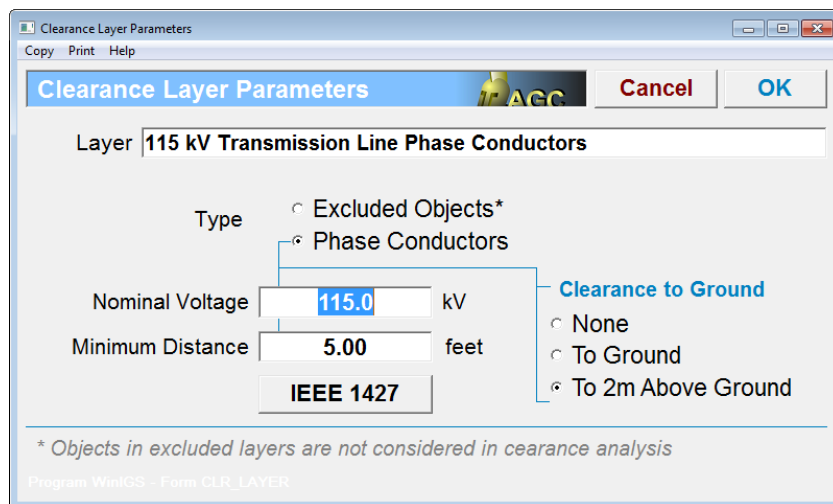 Clearance Layer Parameters
Copy Print Help
Clearance Layer Parameters
AGC
Cancel
OK
Layer 115 kV Transmission Line Phase Conductors
Type
Excluded Objects*
Phase Conductors
Nominal Voltage 115.0 kV
Minimum Distance 5.00 feet
IEEE 1427
Clearance to Ground
None
To Ground
To 2m Above Ground
* Objects in excluded layers are not considered in cearance analysis
Program WinIGS - Form CLR_LAYER